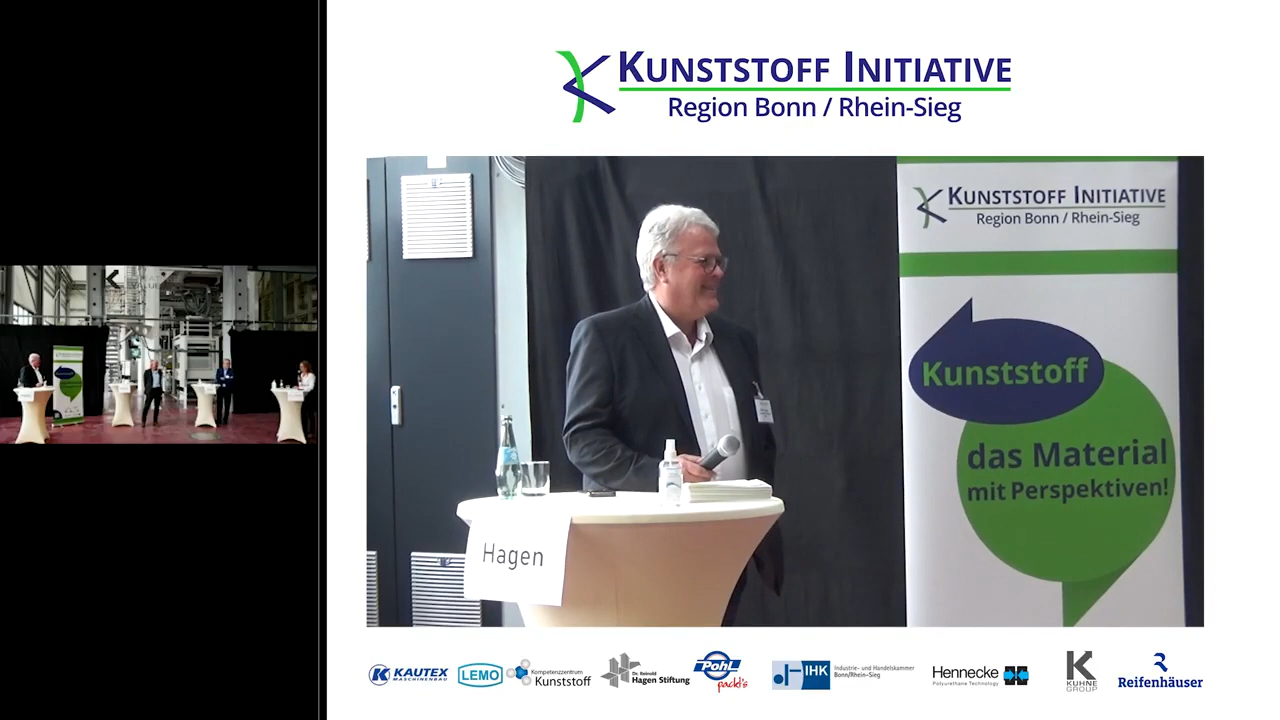 KUNSTSTOFF INITIATIVE
Region Bonn / Rhein-Sieg
KUNSTSTOFF INITIATIVE
Region Bonn / Rhein-Sieg
Kunststoff
das Material
mit Perspektiven!
Hagen
KAUTEX
MASCHINENBAU
LEMO
Kompetenzzentrum
Kunststoff
Dr. Reinold
Hagen Stiftung
POHL
packt's
IHK
Industrie- und Handelskammer
Bonn/Rhein-Sieg
Hennecke
Polyurethane Technology
KUHNE
GROUP
Reifenhäuser